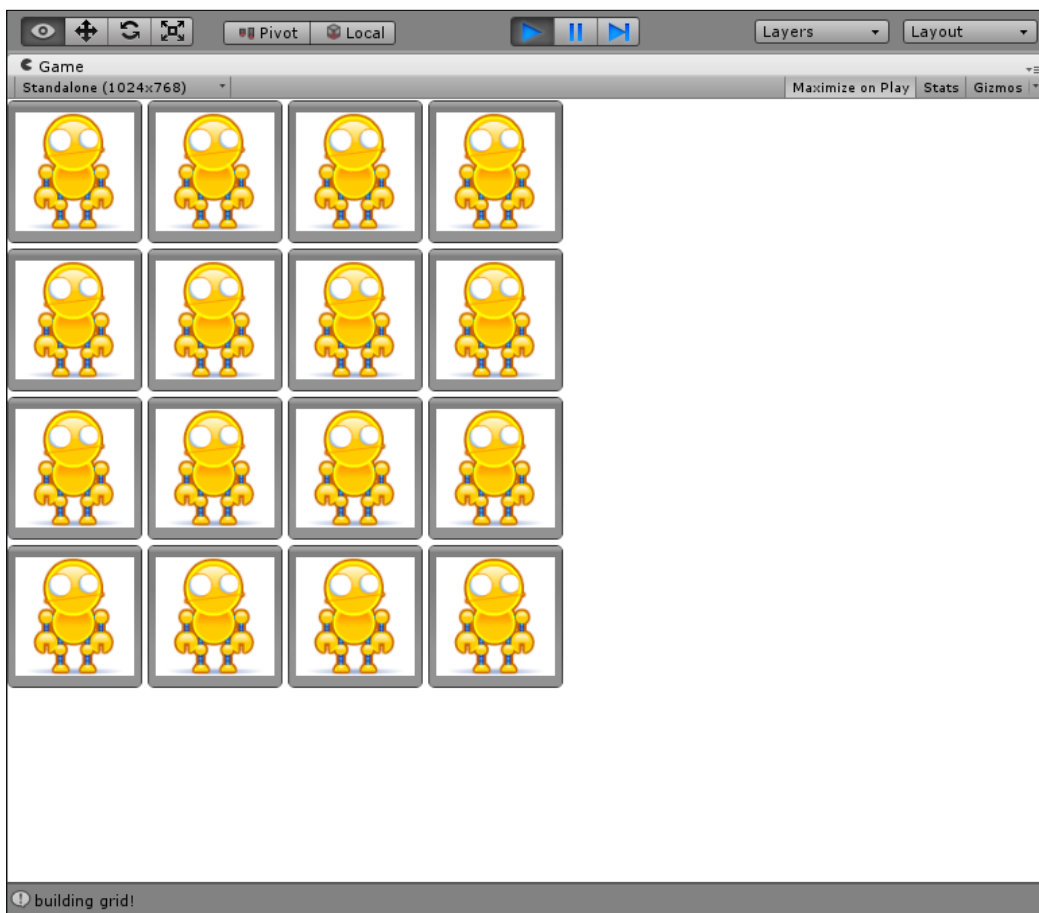 Pivot Local Layers Layout
Game
Standalone (1024x768) Maximize on Play Stats Gizmos
building grid!